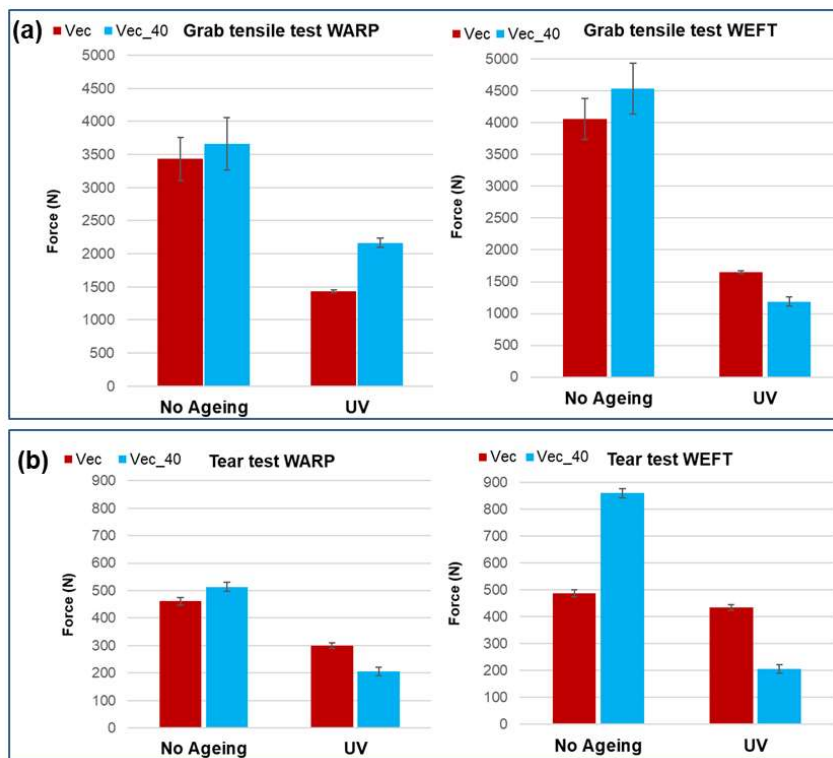 (a)
Vec Vec_40
Grab tensile test WARP
5000
4500
4000
3500
3000
2500
2000
1500
1000
500
0
Force (N)
No Ageing UV
Vec Vec_40
Grab tensile test WEFT
5000
4500
4000
3500
3000
2500
2000
1500
1000
500
0
Force (N)
No Ageing UV
(b)
Vec Vec_40
Tear test WARP
900
800
700
600
500
400
300
200
100
0
Force (N)
No Ageing UV
Vec Vec_40
Tear test WEFT
900
800
700
600
500
400
300
200
100
0
Force (N)
No Ageing UV